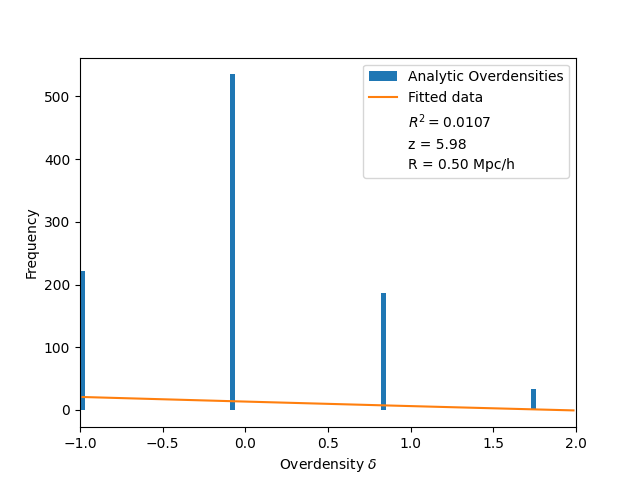 Analytic Overdensities
Fitted data
R² = 0.0107
z = 5.98
R = 0.50 Mpc/h
500
400
300
200
100
0
Frequency
−1.0 −0.5 0.0 0.5 1.0 1.5 2.0
Overdensity δ